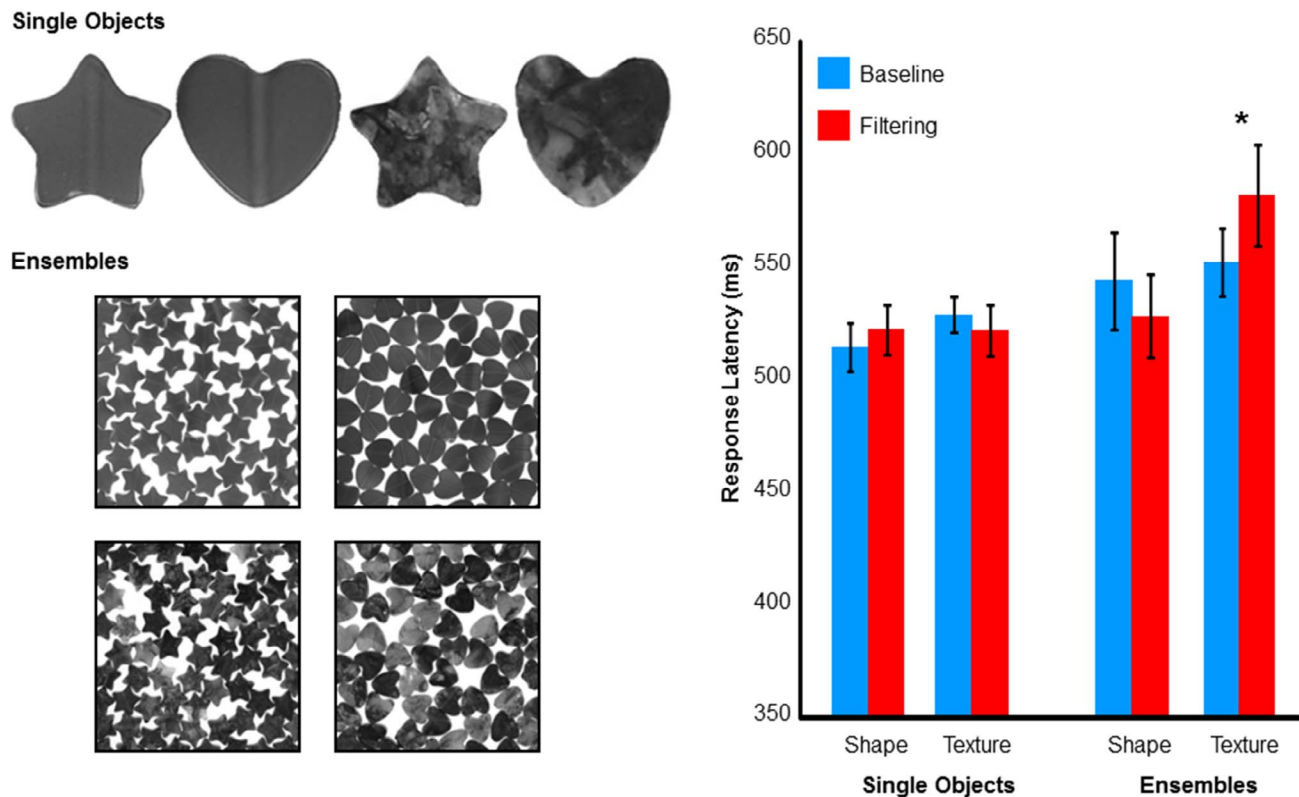 Single Objects
Ensembles
650
600
550
500
450
400
350
Response Latency (ms)
Baseline
Filtering
*
Shape Texture Shape Texture
Single Objects Ensembles